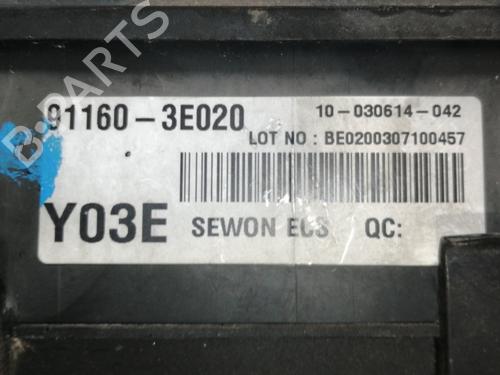 B-PARTS
91160-3E020
10-030614-042
LOT NO : BE0200307100457
Y03E
SEWON ECS
QC: